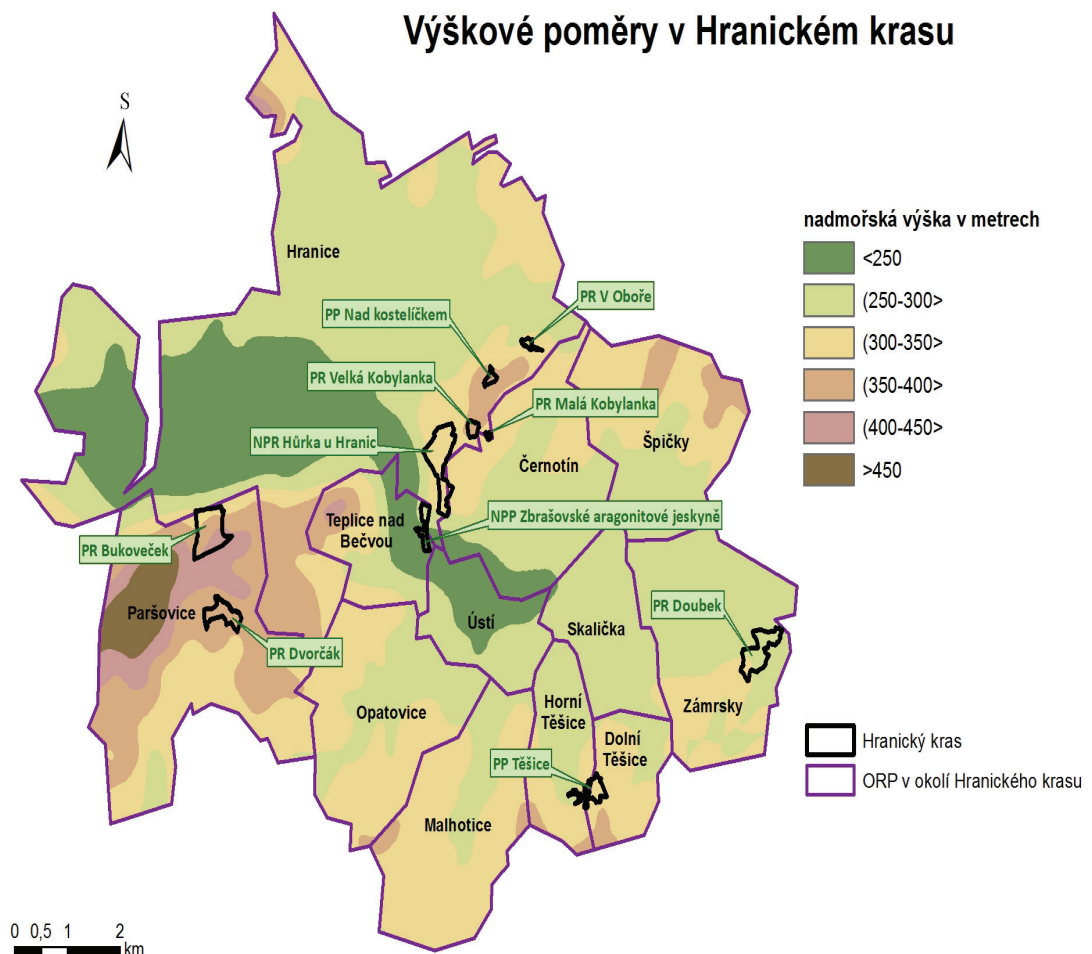 Výškové poměry v Hranickém krasu
S
nadmořská výška v metrech
<250
(250-300>
(300-350>
(350-400>
(400-450>
>450
Hranice
PR V Oboře
PP Nad kostelíčkem
PR Velká Kobylanka
PR Malá Kobylanka
NPR Hůrka u Hranic
Špičky
Černotín
NPP Zbrašovské aragonitové jeskyně
Teplice nad
Bečvou
PR Bukoveček
Paršovice
PR Dvorčák
Ústí
Skalička
PR Doubek
Zámrsky
Opatovice
Horní
Těšice
Dolní
Těšice
PP Těšice
Malhotice
Hranický kras
ORP v okolí Hranického krasu
0 0,5 1 2
km